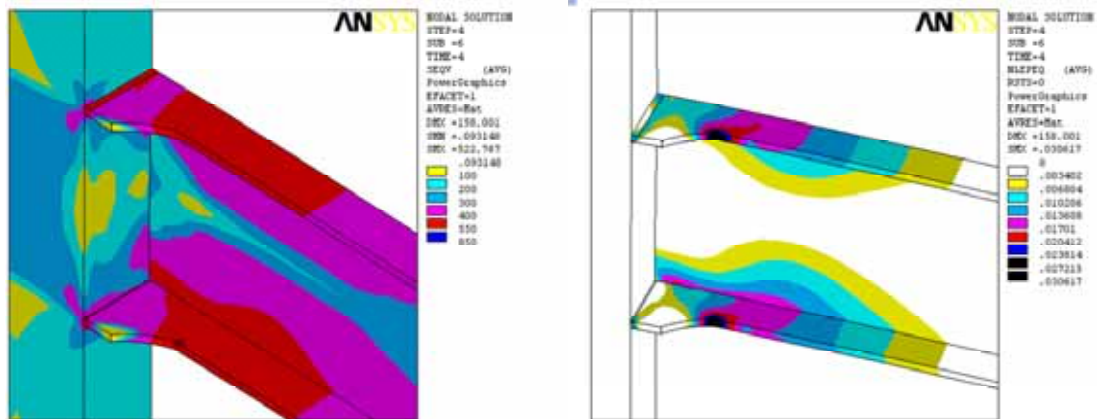 ANSYS
NODAL SOLUTION
STEP=4
SUB =6
TIME=4
SEQV (AVG)
PowerGraphics
EFACET=1
AVRES=Mat
DMX =158.001
SMN =.093148
SMX =522.767
.093148
100
200
300
400
550
850
ANSYS
NODAL SOLUTION
STEP=4
SUB =6
TIME=4
NLEPEQ (AVG)
RSYS=0
PowerGraphics
EFACET=1
AVRES=Mat
DMX =158.001
SMX =.030617
0
.003402
.006804
.010206
.013608
.01701
.020412
.023814
.027215
.030617